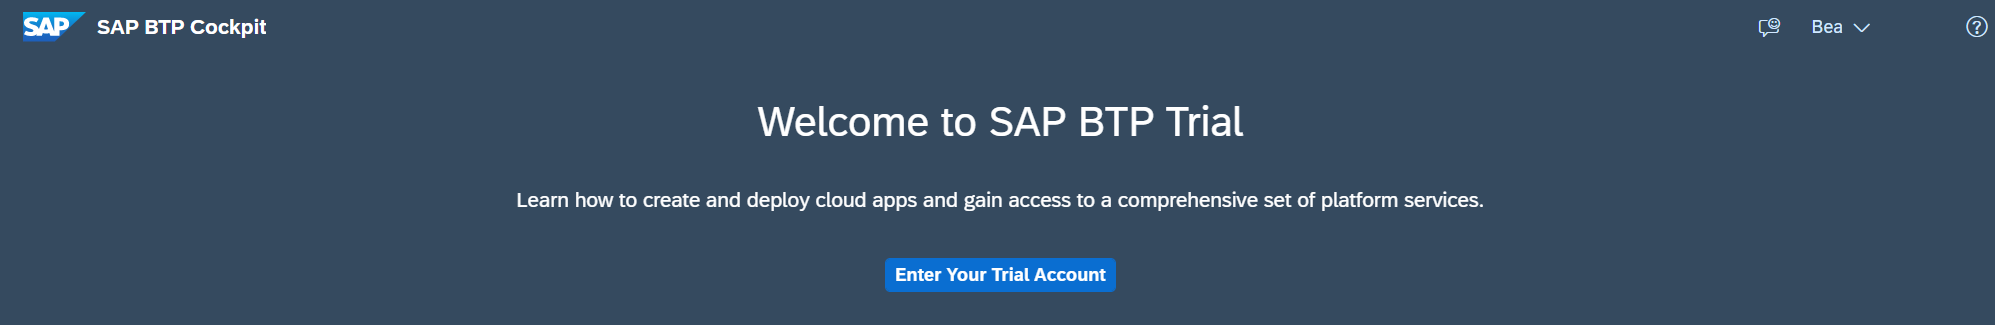 SAP SAP BTP Cockpit Bea
Welcome to SAP BTP Trial
Learn how to create and deploy cloud apps and gain access to a comprehensive set of platform services.
Enter Your Trial Account